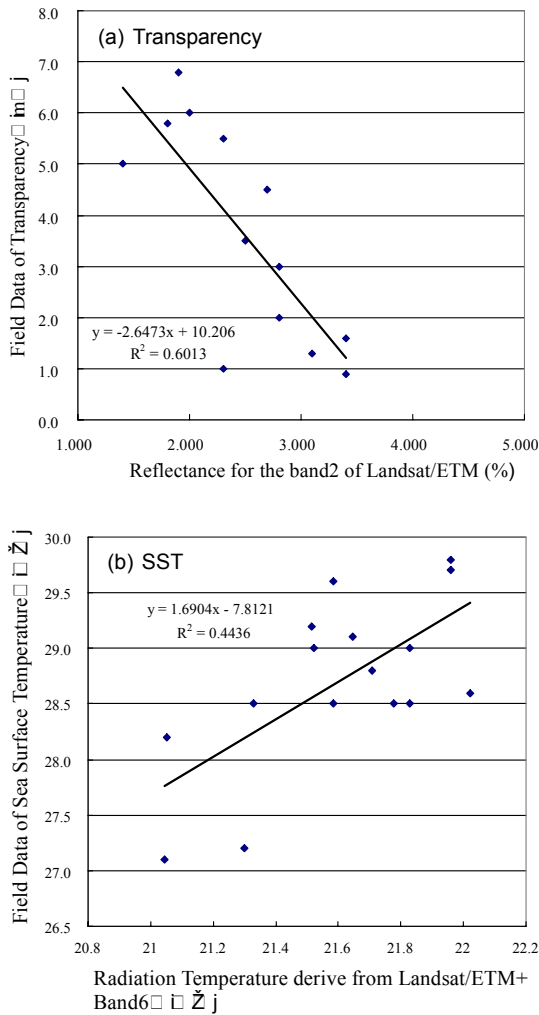 (a) Transparency
8.0
7.0
6.0
5.0
4.0
3.0
2.0
1.0
0.0
y = -2.6473x + 10.206
R² = 0.6013
1.000 2.000 3.000 4.000 5.000
Field Data of Transparency□ im□ j
Reflectance for the band2 of Landsat/ETM (%)
(b) SST
30.0
29.5
29.0
28.5
28.0
27.5
27.0
26.5
y = 1.6904x - 7.8121
R² = 0.4436
20.8 21 21.2 21.4 21.6 21.8 22 22.2
Field Data of Sea Surface Temperature□ i□ Ž j
Radiation Temperature derive from Landsat/ETM+
Band6□ i□ Ž j